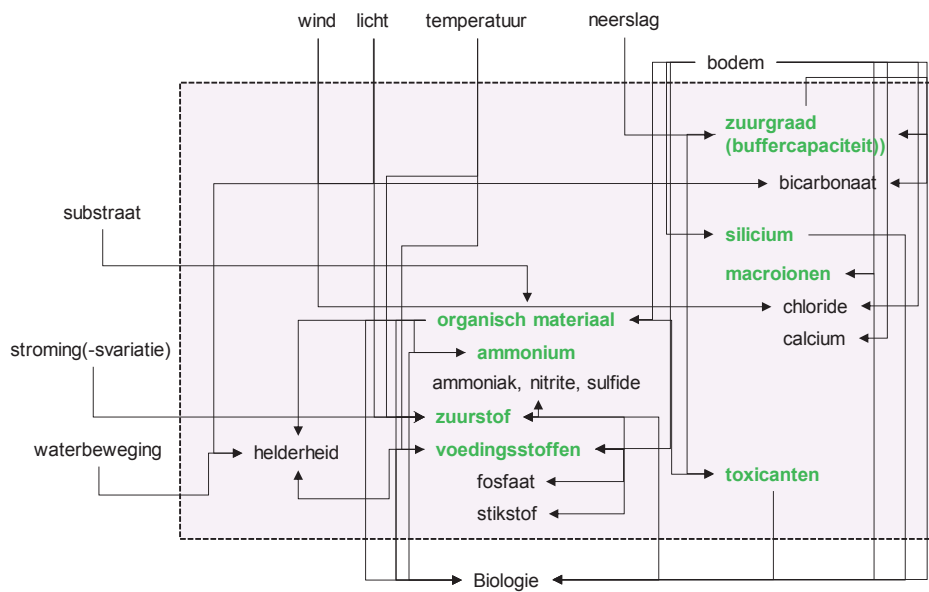 wind licht temperatuur neerslag
bodem
zuurgraad
(buffercapaciteit))
bicarbonaat
substraat
silicium
macroionen
chloride
organisch materiaal
calcium
stroming(-svariatie)
ammonium
ammoniak, nitrite, sulfide
zuurstof
waterbeweging
helderheid
voedingsstoffen
fosfaat
toxicanten
stikstof
Biologie